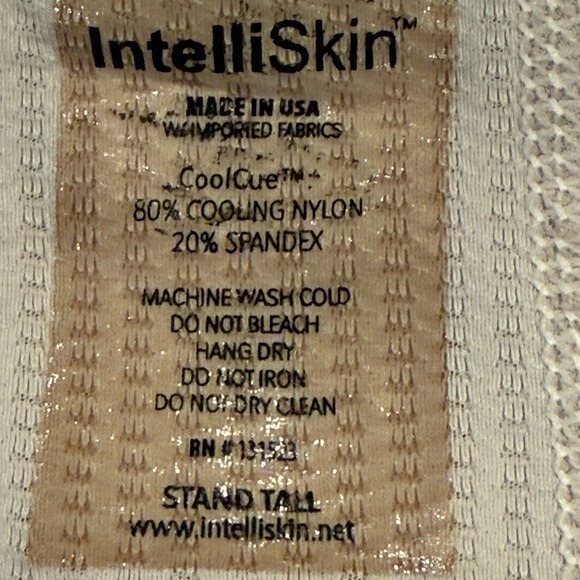 IntelliSkin™
MADE IN USA
W/IMPORTED FABRICS
CoolCue™:
80% COOLING NYLON
20% SPANDEX
MACHINE WASH COLD
DO NOT BLEACH
HANG DRY
DO NOT IRON
DO NOT DRY CLEAN
RN #
STAND TALL
www.intelliskin.net